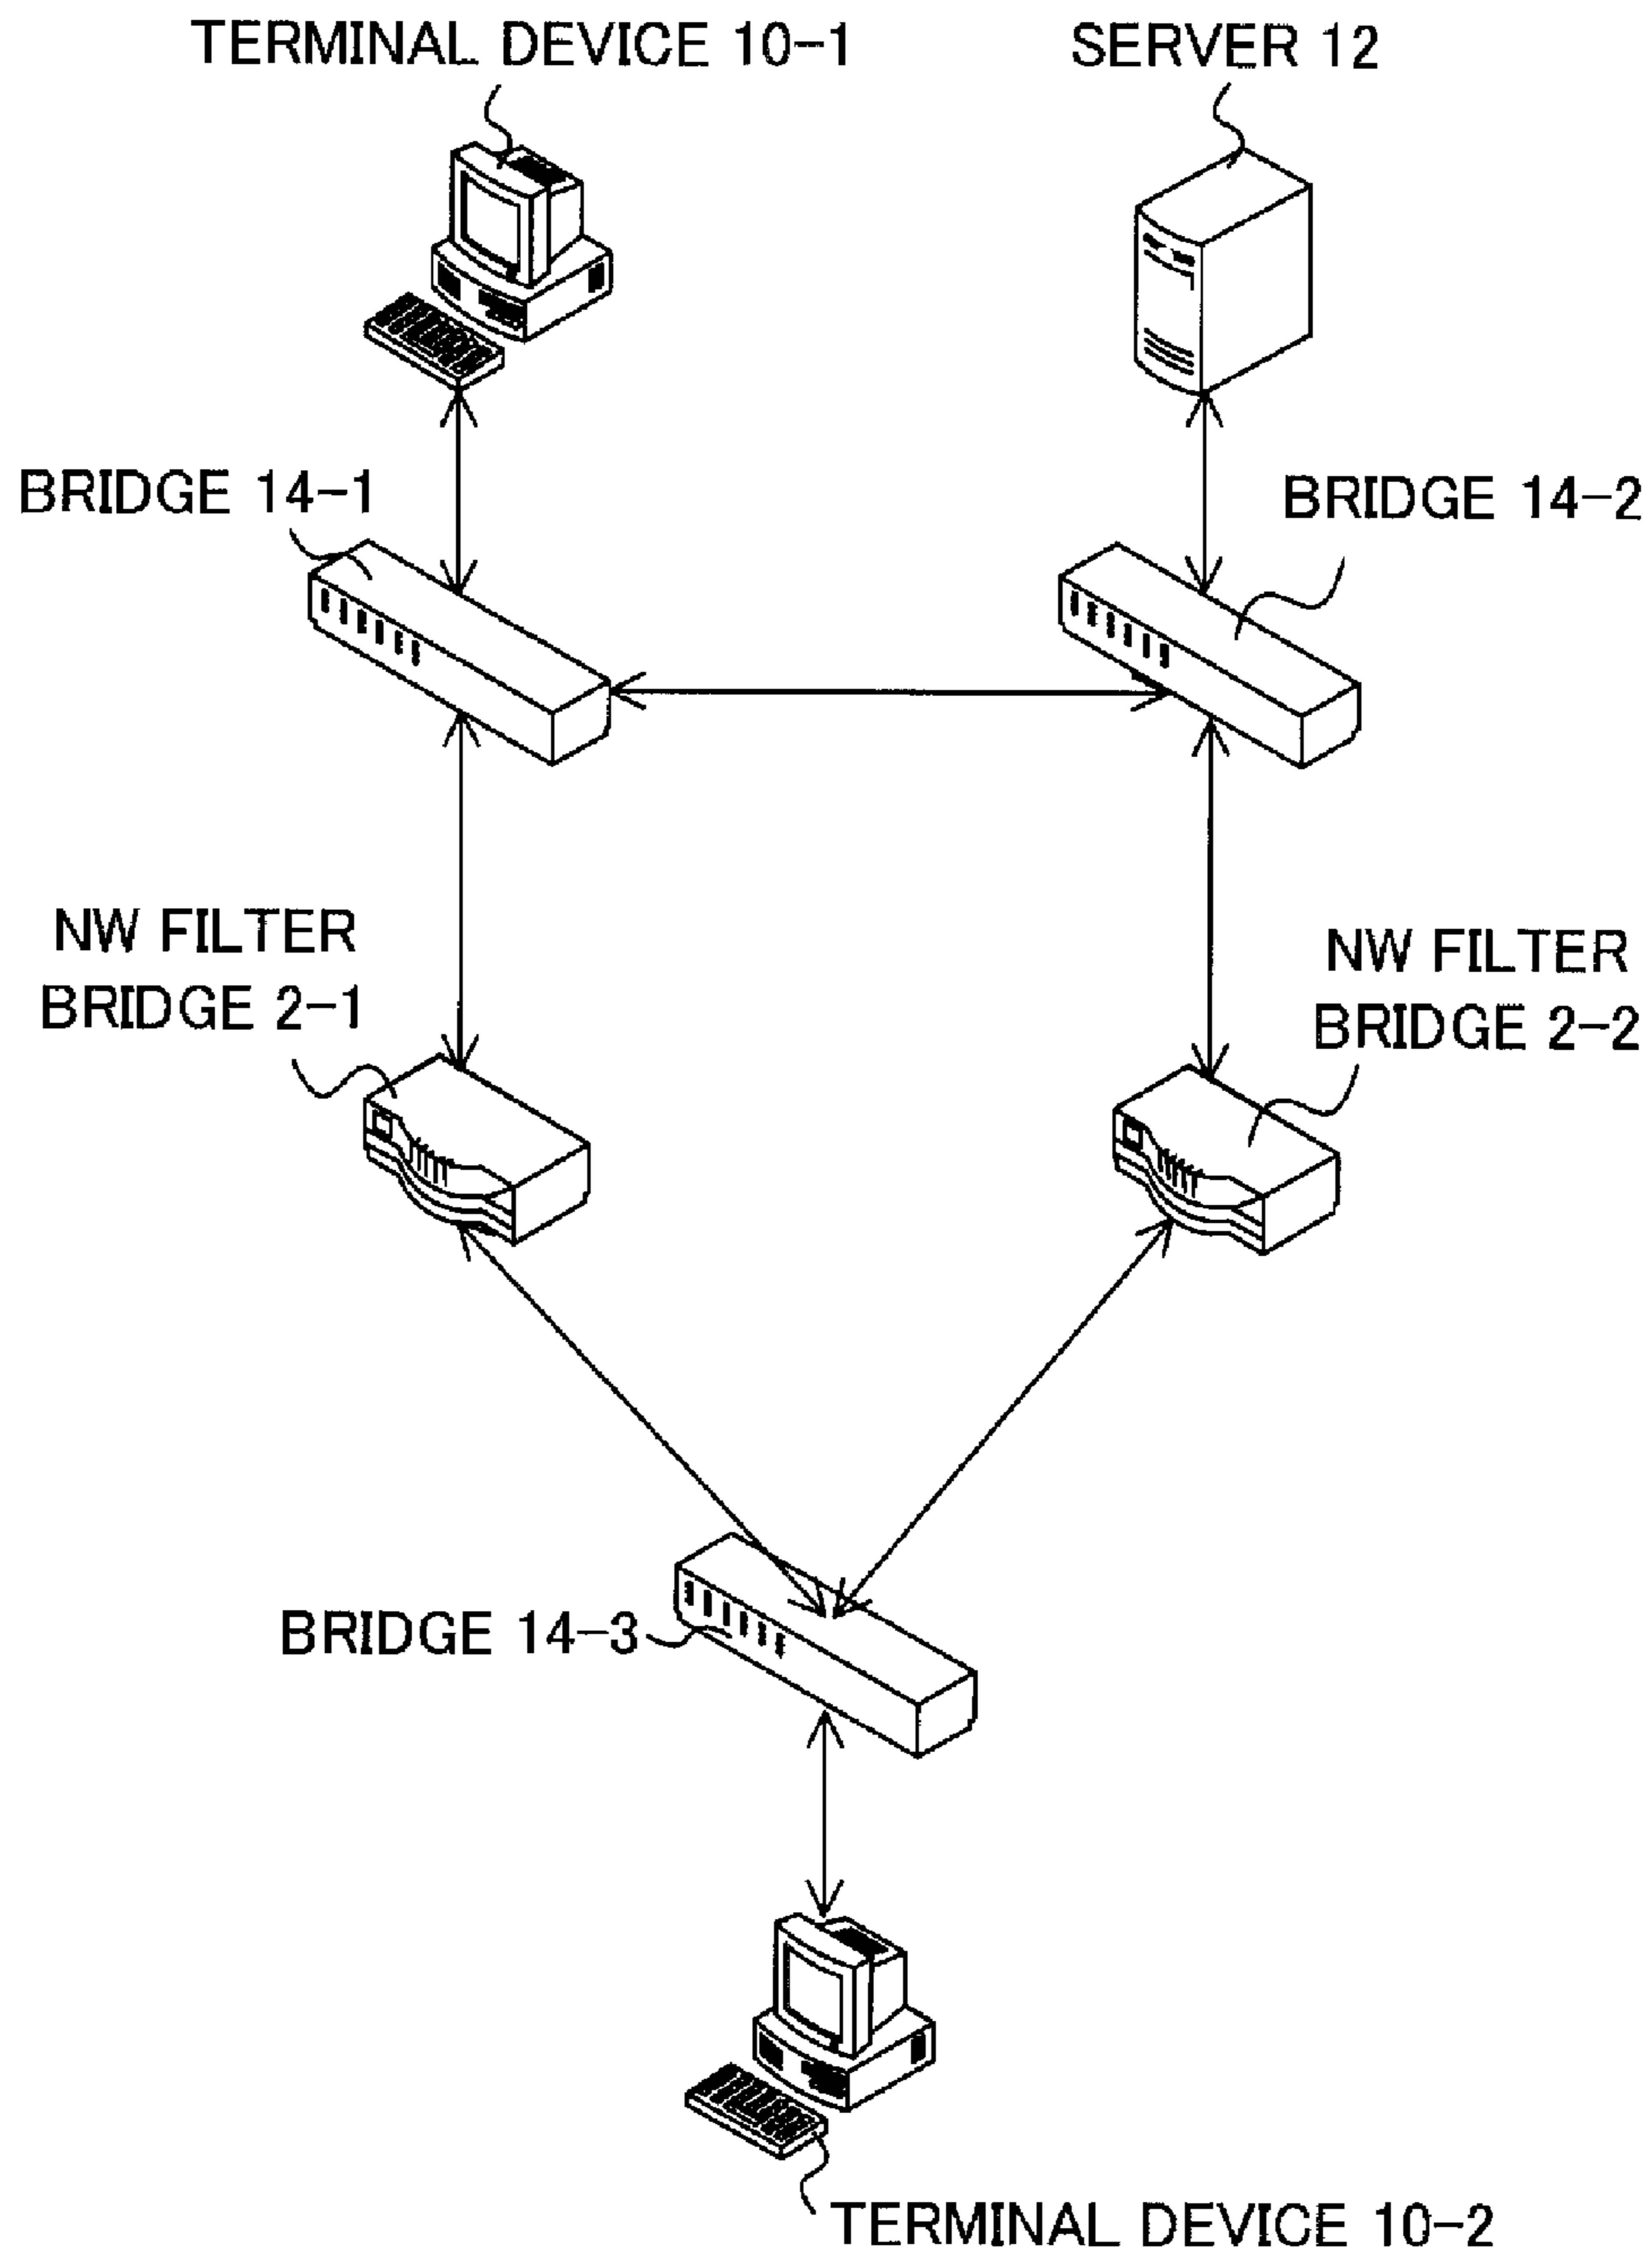 TERMINAL DEVICE 10-1
SERVER 12
BRIDGE 14-1
BRIDGE 14-2
NW FILTER
BRIDGE 2-1
NW FILTER
BRIDGE 2-2
BRIDGE 14-3
TERMINAL DEVICE 10-2